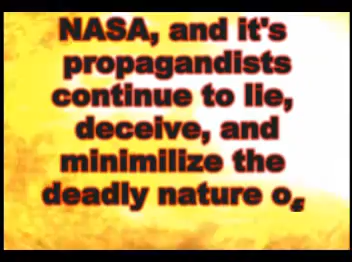 NASA, and it's
propagandists
continue to lie,
deceive, and
minimilize the
deadly nature o